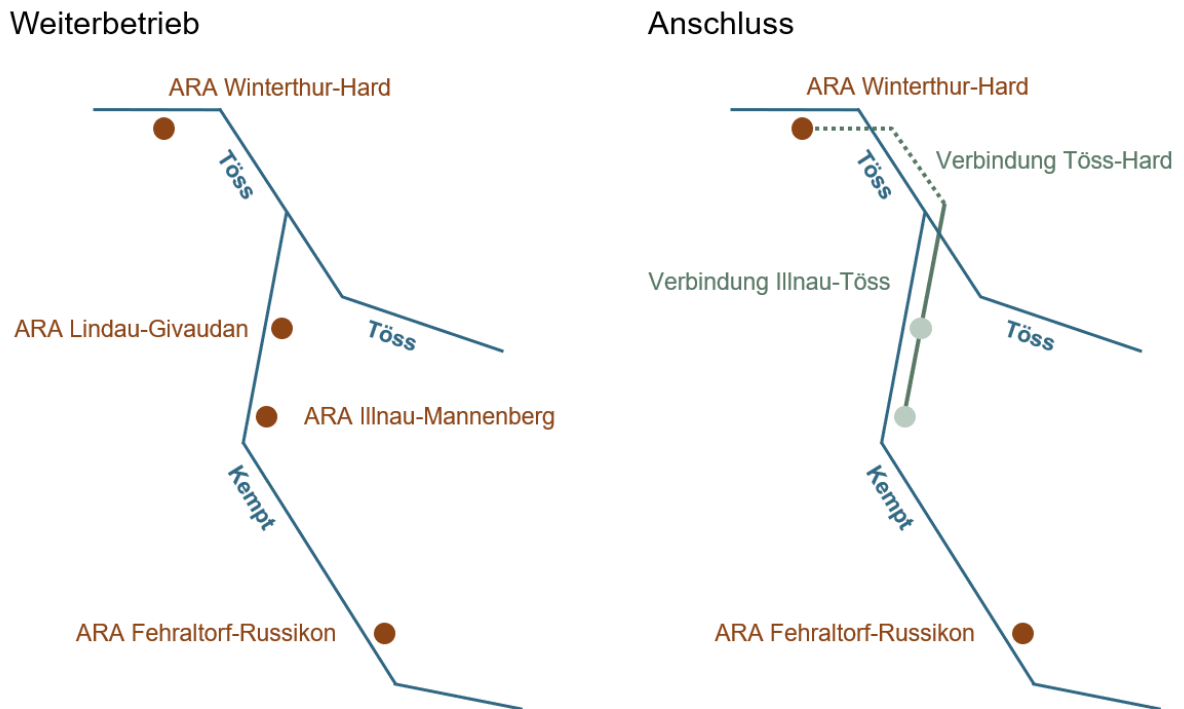 Weiterbetrieb
ARA Winterthur-Hard
Töss
ARA Lindau-Givaudan
Töss
ARA Illnau-Mannenberg
Kempt
ARA Fehraltorf-Russikon
Anschluss
ARA Winterthur-Hard
Verbindung Töss-Hard
Töss
Verbindung Illnau-Töss
Töss
Kempt
ARA Fehraltorf-Russikon